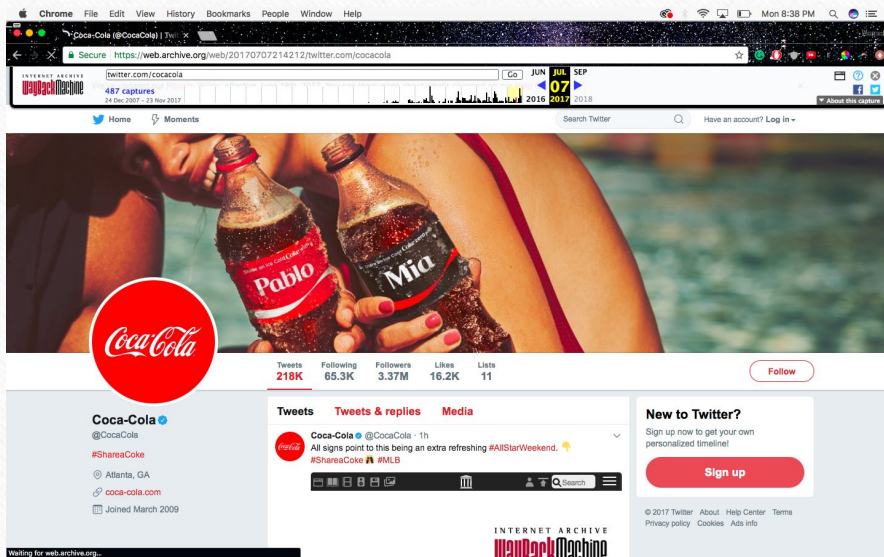 Chrome File Edit View History Bookmarks People Window Help Mon 8:38 PM
Coca-Cola (@CocaCola) | Twi
Secure https://web.archive.org/web/20170707214212/twitter.com/cocacola
INTERNET ARCHIVE
WayBackMachine
twitter.com/cocacola Go
487 captures
24 Dec 2007 – 23 Nov 2017
JUN JUL SEP
07
2016 2017 2018
About this capture
Home Moments Search Twitter Have an account? Log in
Pablo
Mia
Coca-Cola
Tweets Following Followers Likes Lists
218K 65.3K 3.37M 16.2K 11
Follow
Coca-Cola
@CocaCola
#ShareaCoke
Atlanta, GA
coca-cola.com
Joined March 2009
Tweets Tweets & replies Media
Coca-Cola
Coca-Cola @CocaCola · 1h
All signs point to this being an extra refreshing #AllStarWeekend.
#ShareaCoke #MLB
Search
INTERNET ARCHIVE
WayBackMachine
New to Twitter?
Sign up now to get your own
personalized timeline!
Sign up
© 2017 Twitter About Help Center Terms
Privacy policy Cookies Ads info
Waiting for web.archive.org...